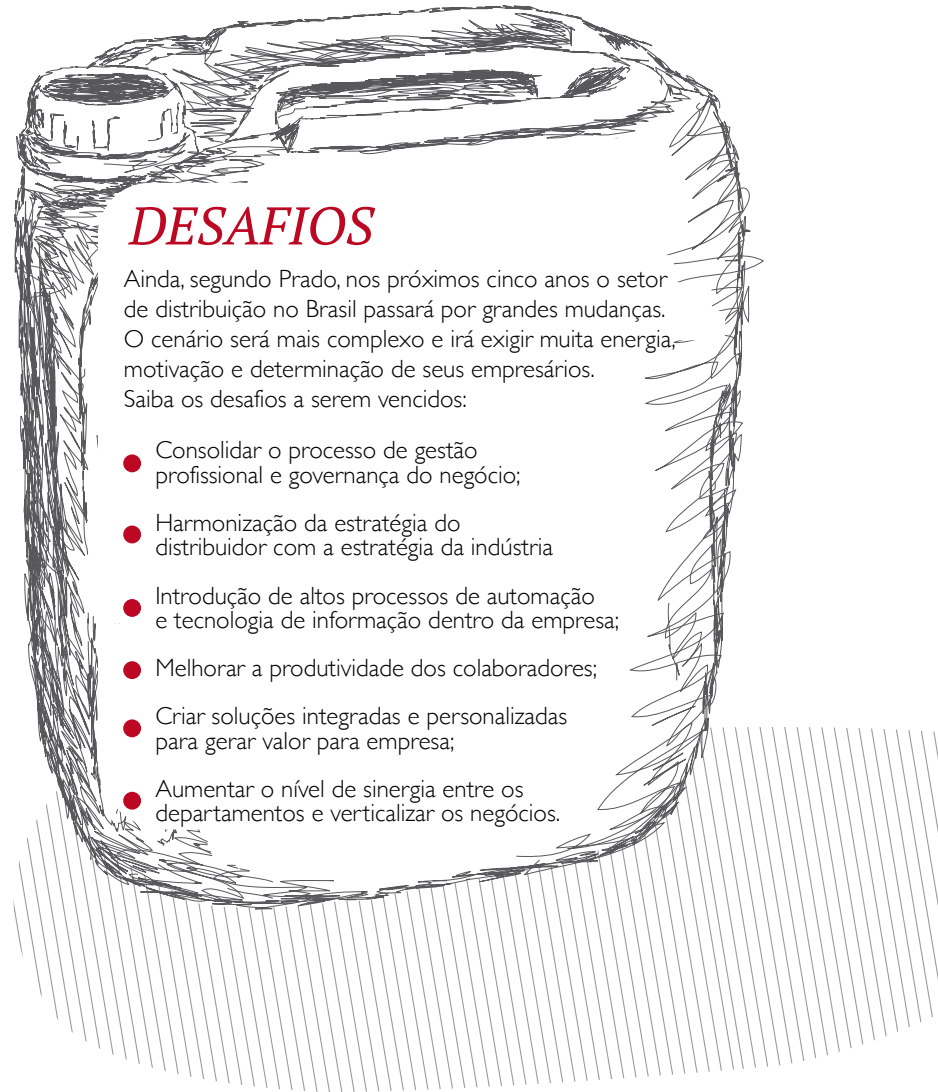 DESAFIOS
Ainda, segundo Prado, nos próximos cinco anos o setor
de distribuição no Brasil passará por grandes mudanças.
O cenário será mais complexo e irá exigir muita energia,
motivação e determinação de seus empresários.
Saiba os desafios a serem vencidos:
Consolidar o processo de gestão
profissional e governança do negócio;
Harmonização da estratégia do
distribuidor com a estratégia da indústria
Introdução de altos processos de automação
e tecnologia de informação dentro da empresa;
Melhorar a produtividade dos colaboradores;
Criar soluções integradas e personalizadas
para gerar valor para empresa;
Aumentar o nível de sinergia entre os
departamentos e verticalizar os negócios.